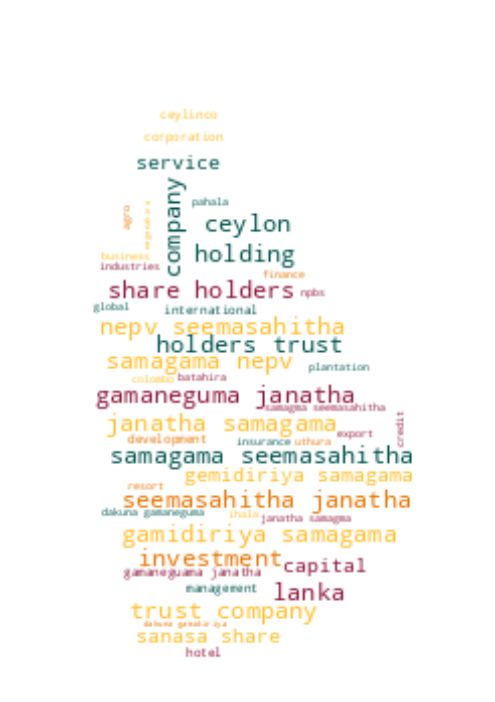 ceylinco
corporation
service
company
pahala
agro
ceylon
holding
business
industries
finance
share holders
npbs
global
international
nepv seemasahitha
holders trust
samagama nepv
plantation
colombo
batahira
gamaneguma janatha
samagma seemasahitha
janatha samagama
credit
export
development
insurance
uthura
samagama seemasahitha
gemidiriya samagama
resort
seemasahitha janatha
dakuna gamaneguma
ihala
janatha samagma
gamidiriya samagama
investment
capital
gamaneguama janatha
management
lanka
trust company
dakuna gamidiriya
sanasa share
hotel